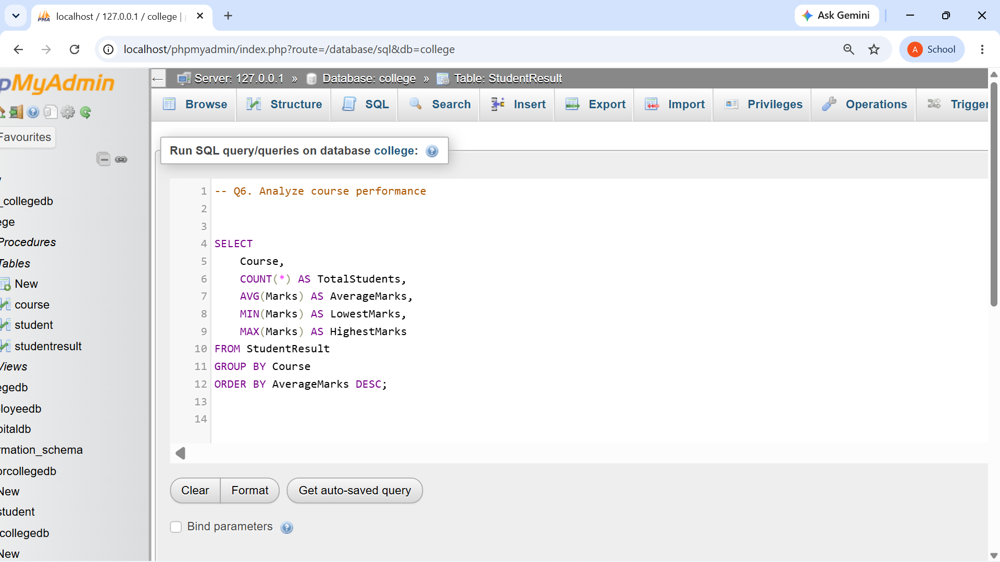 localhost / 127.0.0.1 / college |
Ask Gemini
localhost/phpmyadmin/index.php?route=/database/sql&db=college
A School
pMyAdmin
Favourites
_collegedb
ege
Procedures
Tables
New
course
student
studentresult
Views
egedb
loyeedb
pitaldb
rmation_schema
orcollegedb
New
student
collegedb
New
← Server: 127.0.0.1 » Database: college » Table: StudentResult
Browse Structure SQL Search Insert Export Import Privileges Operations Trigger
Run SQL query/queries on database college:
1 -- Q6. Analyze course performance
2
3
4 SELECT
5 Course,
6 COUNT(*) AS TotalStudents,
7 AVG(Marks) AS AverageMarks,
8 MIN(Marks) AS LowestMarks,
9 MAX(Marks) AS HighestMarks
10 FROM StudentResult
11 GROUP BY Course
12 ORDER BY AverageMarks DESC;
13
14
Clear Format Get auto-saved query
Bind parameters